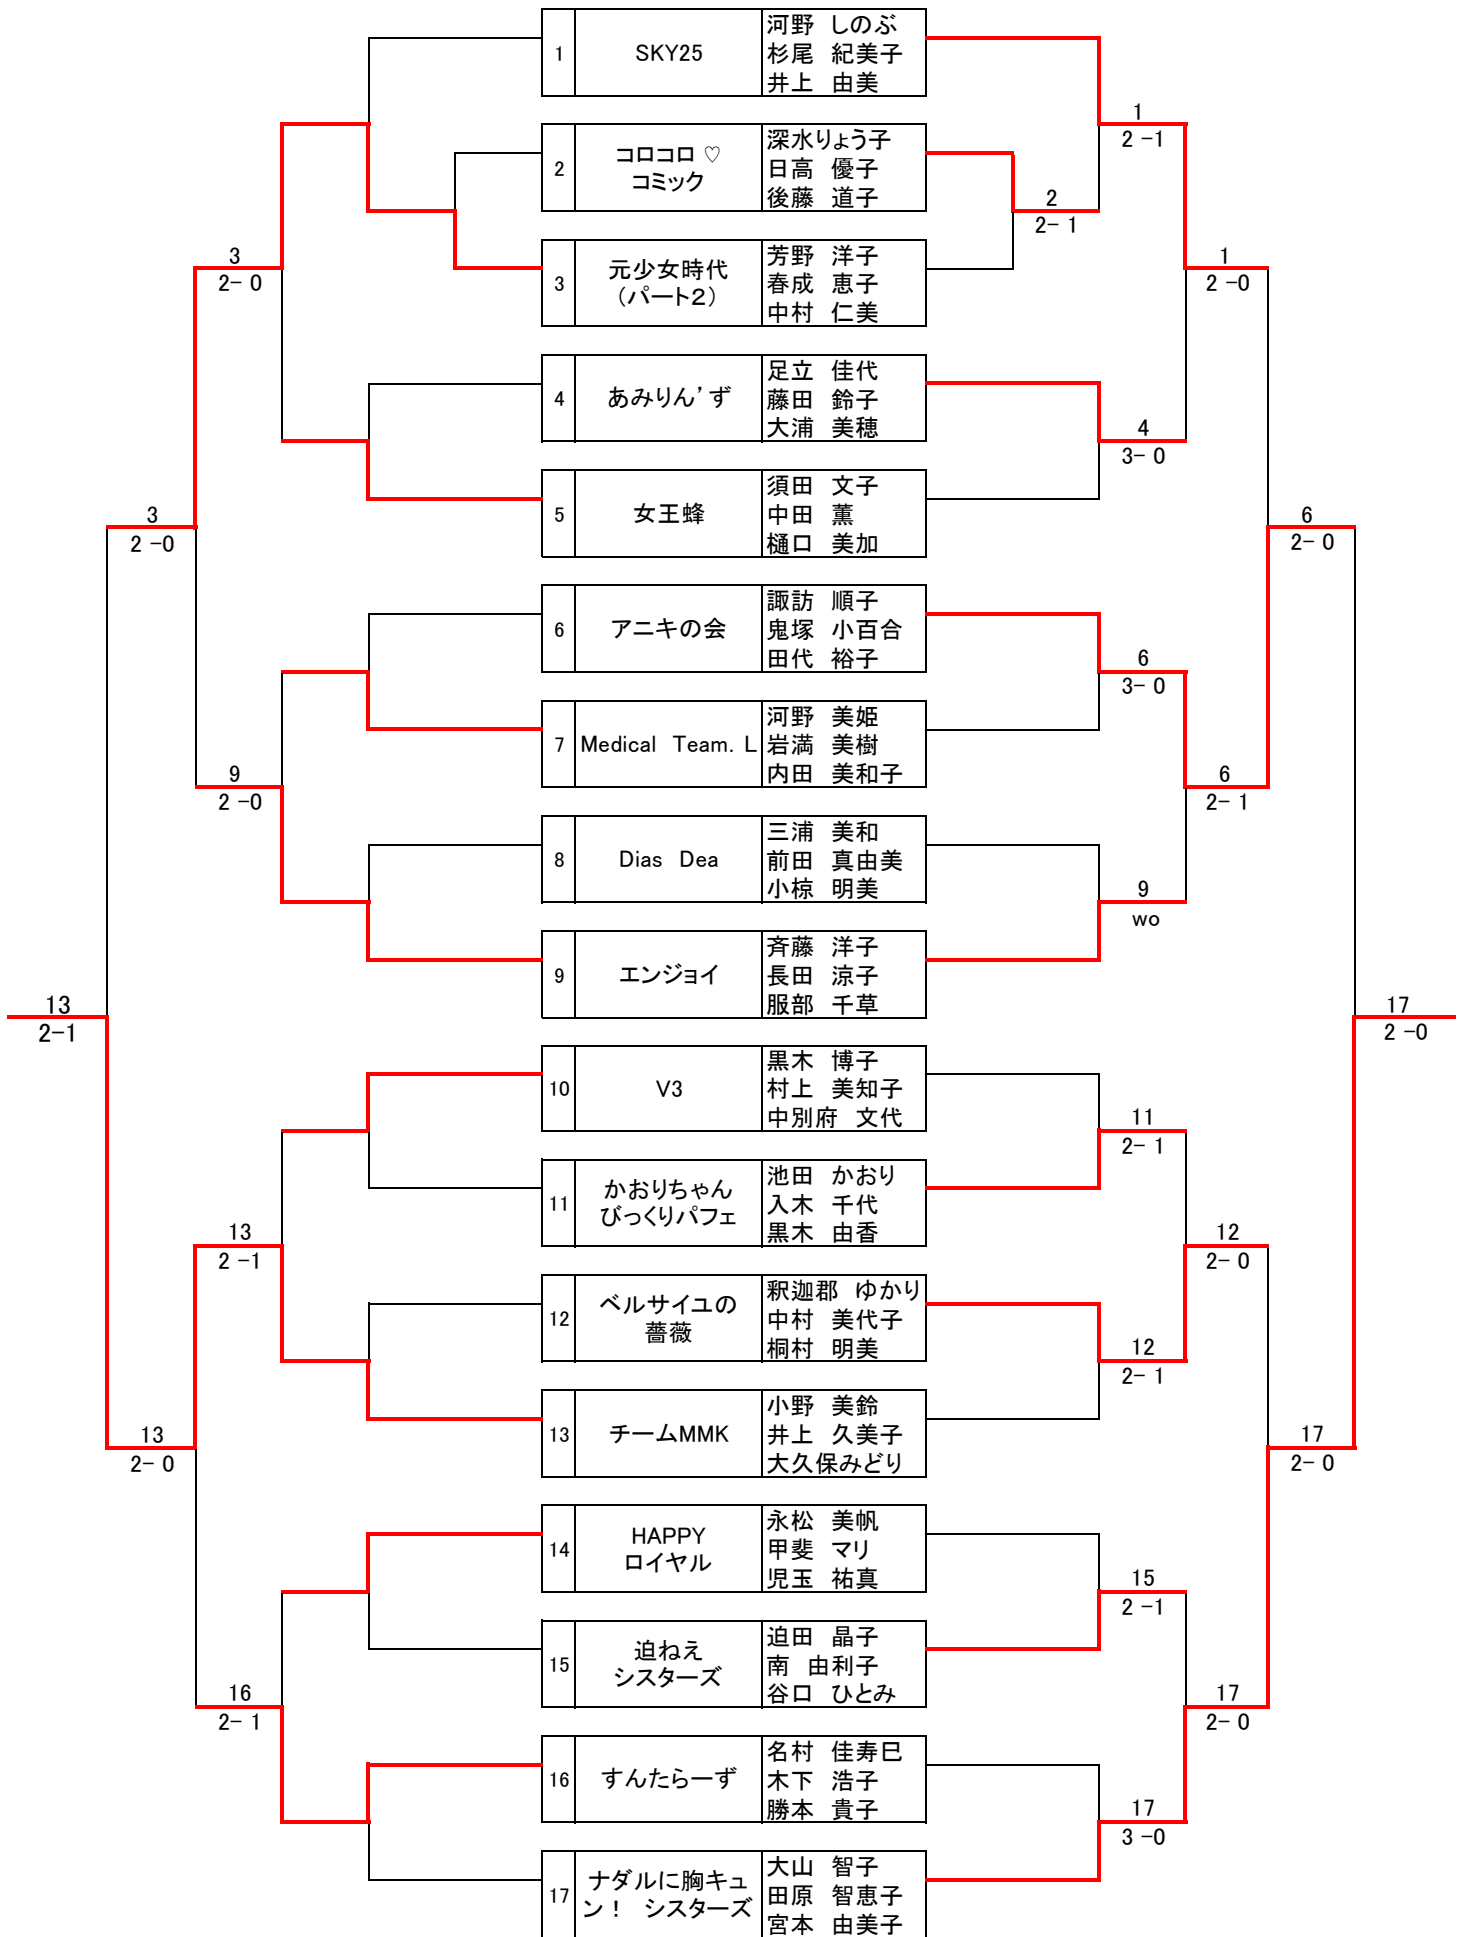 1
SKY25
河野 しのぶ
杉尾 紀美子
井上 由美
2
コロコロ ♡
コミック
深水りょう子
日高 優子
後藤 道子
3
元少女時代
（パート２）
芳野 洋子
春成 恵子
中村 仁美
4
あみりん’ず
足立 佳代
藤田 鈴子
大浦 美穂
5
女王蜂
須田 文子
中田 薫
樋口 美加
6
アニキの会
諏訪 順子
鬼塚 小百合
田代 裕子
7
Medical Team. L
河野 美姫
岩満 美樹
内田 美和子
8
Dias Dea
三浦 美和
前田 真由美
小椋 明美
9
エンジョイ
斉藤 洋子
長田 涼子
服部 千草
10
V3
黒木 博子
村上 美知子
中別府 文代
11
かおりちゃん
びっくりパフェ
池田 かおり
入木 千代
黒木 由香
12
ベルサイユの
薔薇
釈迦郡 ゆかり
中村 美代子
桐村 明美
13
チームMMK
小野 美鈴
井上 久美子
大久保みどり
14
HAPPY
ロイヤル
永松 美帆
甲斐 マリ
児玉 祐真
15
迫ねえ
シスターズ
迫田 晶子
南 由利子
谷口 ひとみ
16
すんたらーず
名村 佳寿巳
木下 浩子
勝本 貴子
17
ナダルに胸キュ
ン！ シスターズ
大山 智子
田原 智恵子
宮本 由美子
3
2- 0
3
2 -0
9
2 -0
13
2-1
13
2 -1
13
2- 0
16
2- 1
1
2 -1
2
2- 1
1
2 -0
4
3- 0
6
2- 0
6
3- 0
6
2- 1
9
wo
17
2 -0
11
2- 1
12
2- 0
12
2- 1
17
2- 0
15
2 -1
17
2- 0
17
3 -0